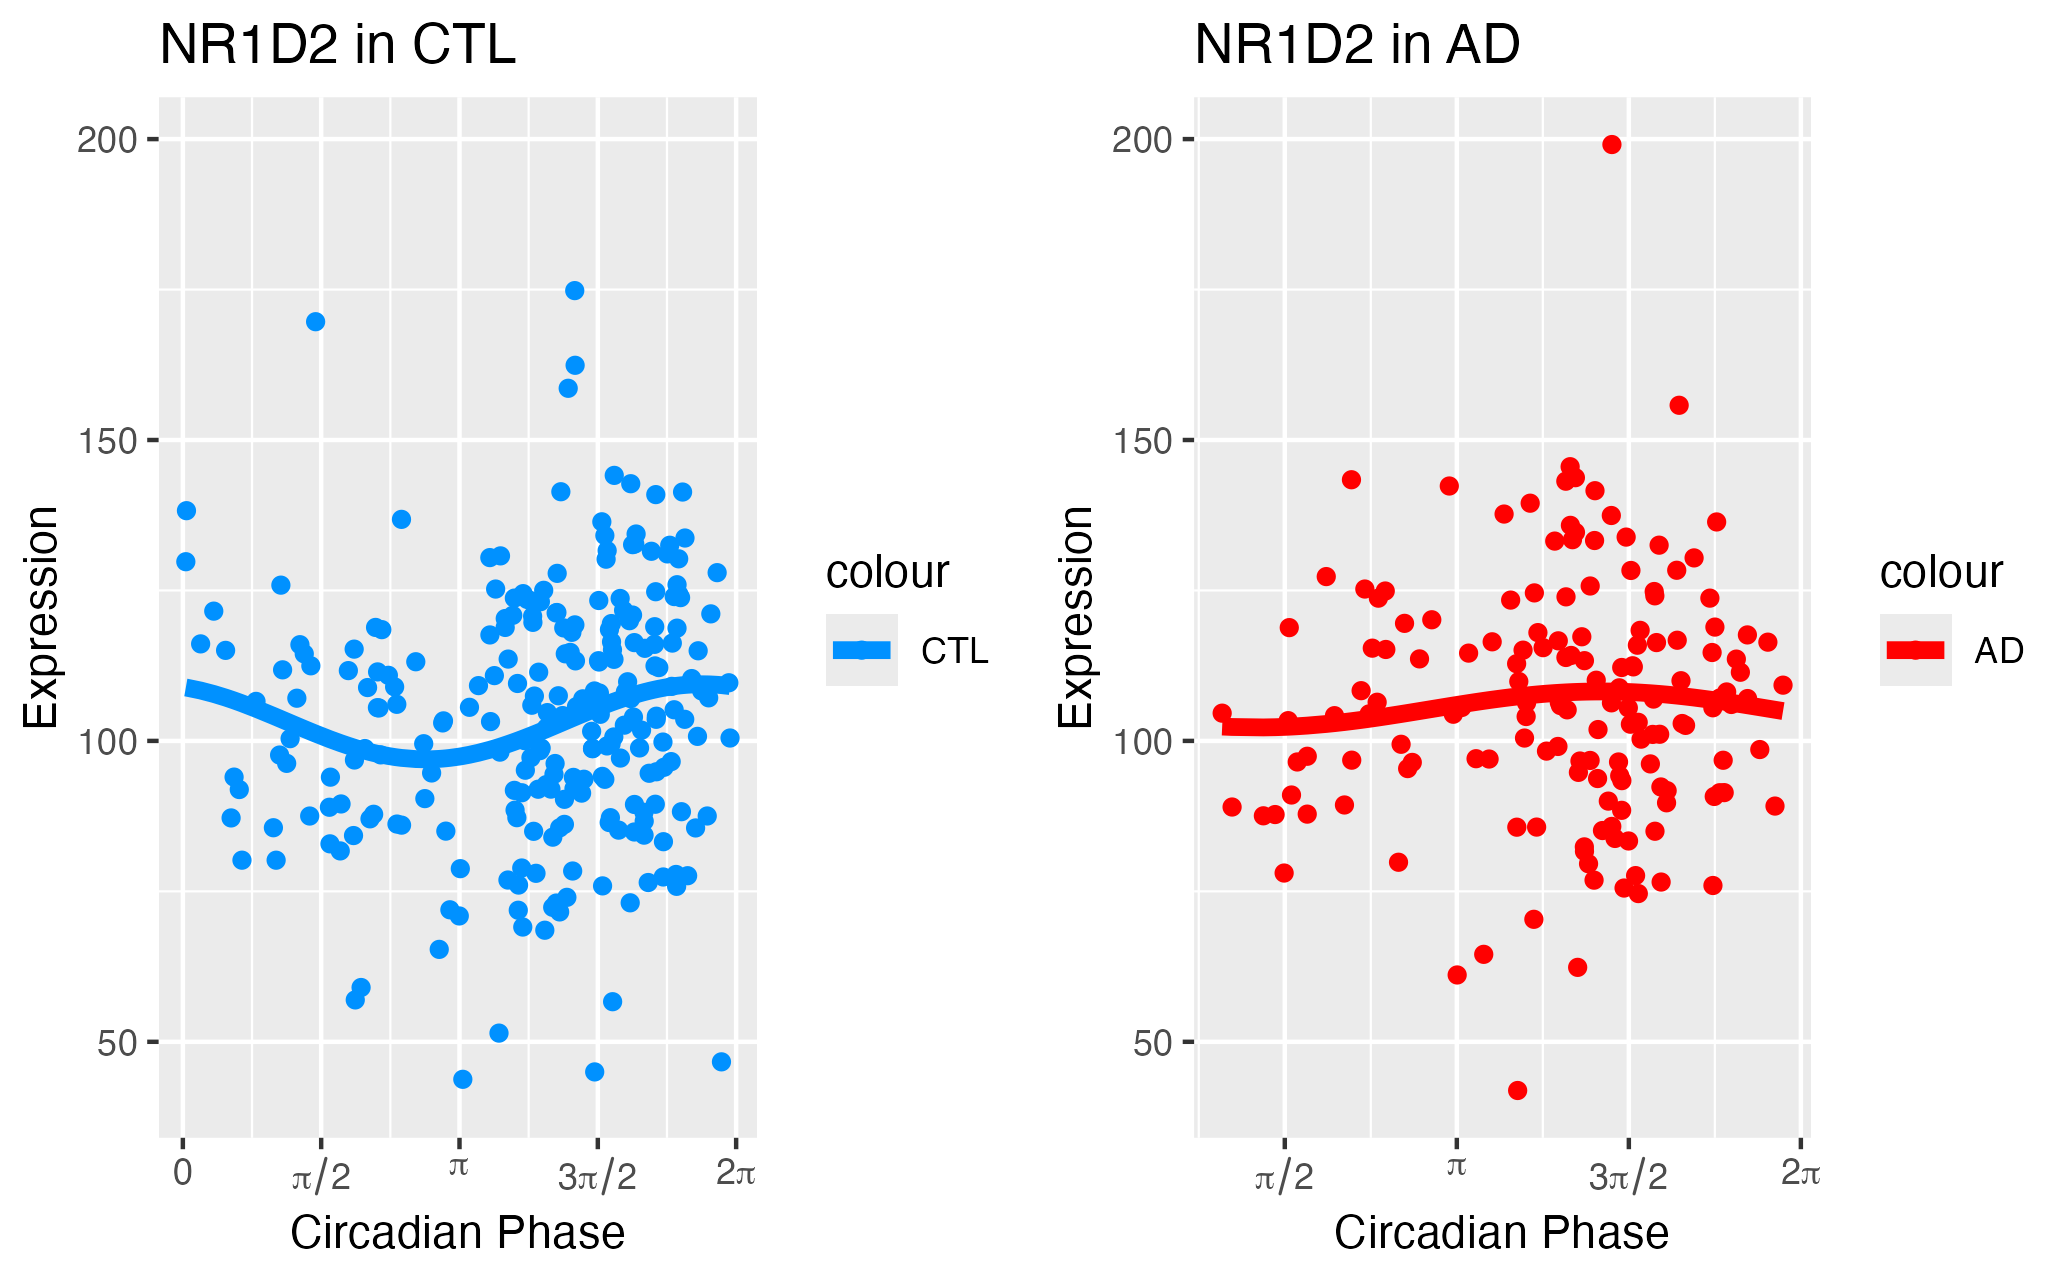 NR1D2 in CTL
200
150
100
50
Expression
0 π/2 π 3π/2 2π
Circadian Phase
colour
CTL
NR1D2 in AD
200
150
100
50
Expression
π/2 π 3π/2 2π
Circadian Phase
colour
AD